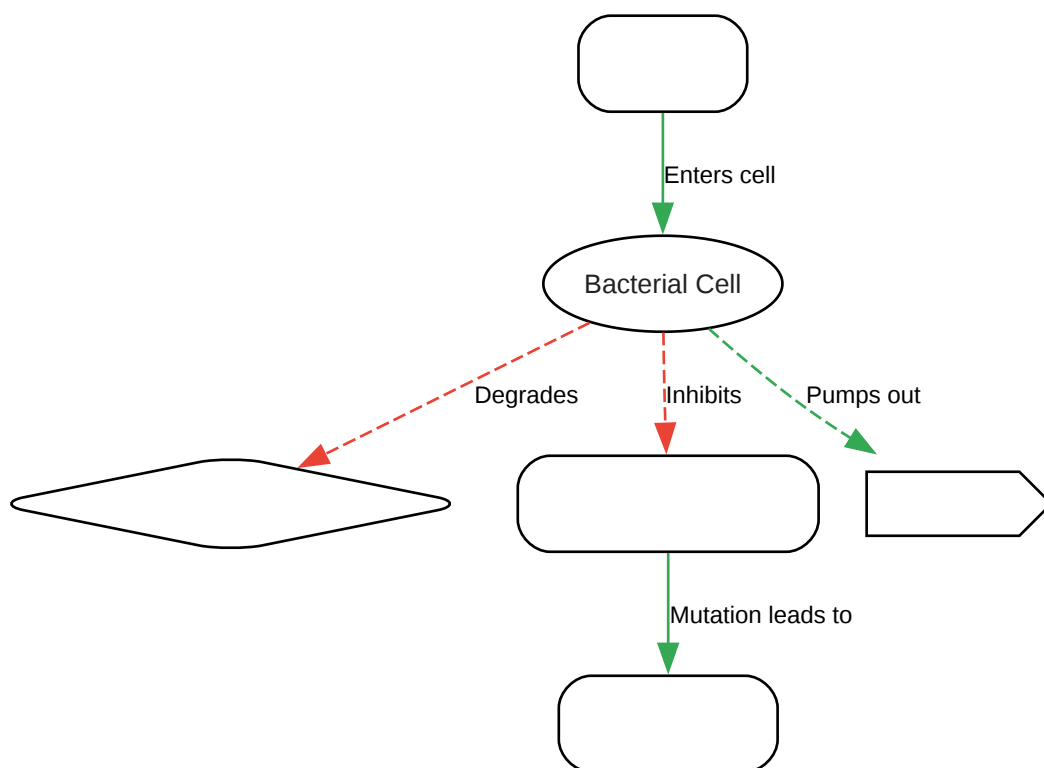 Enters cell
Bacterial Cell
Degrades
Inhibits
Pumps out
Mutation leads to